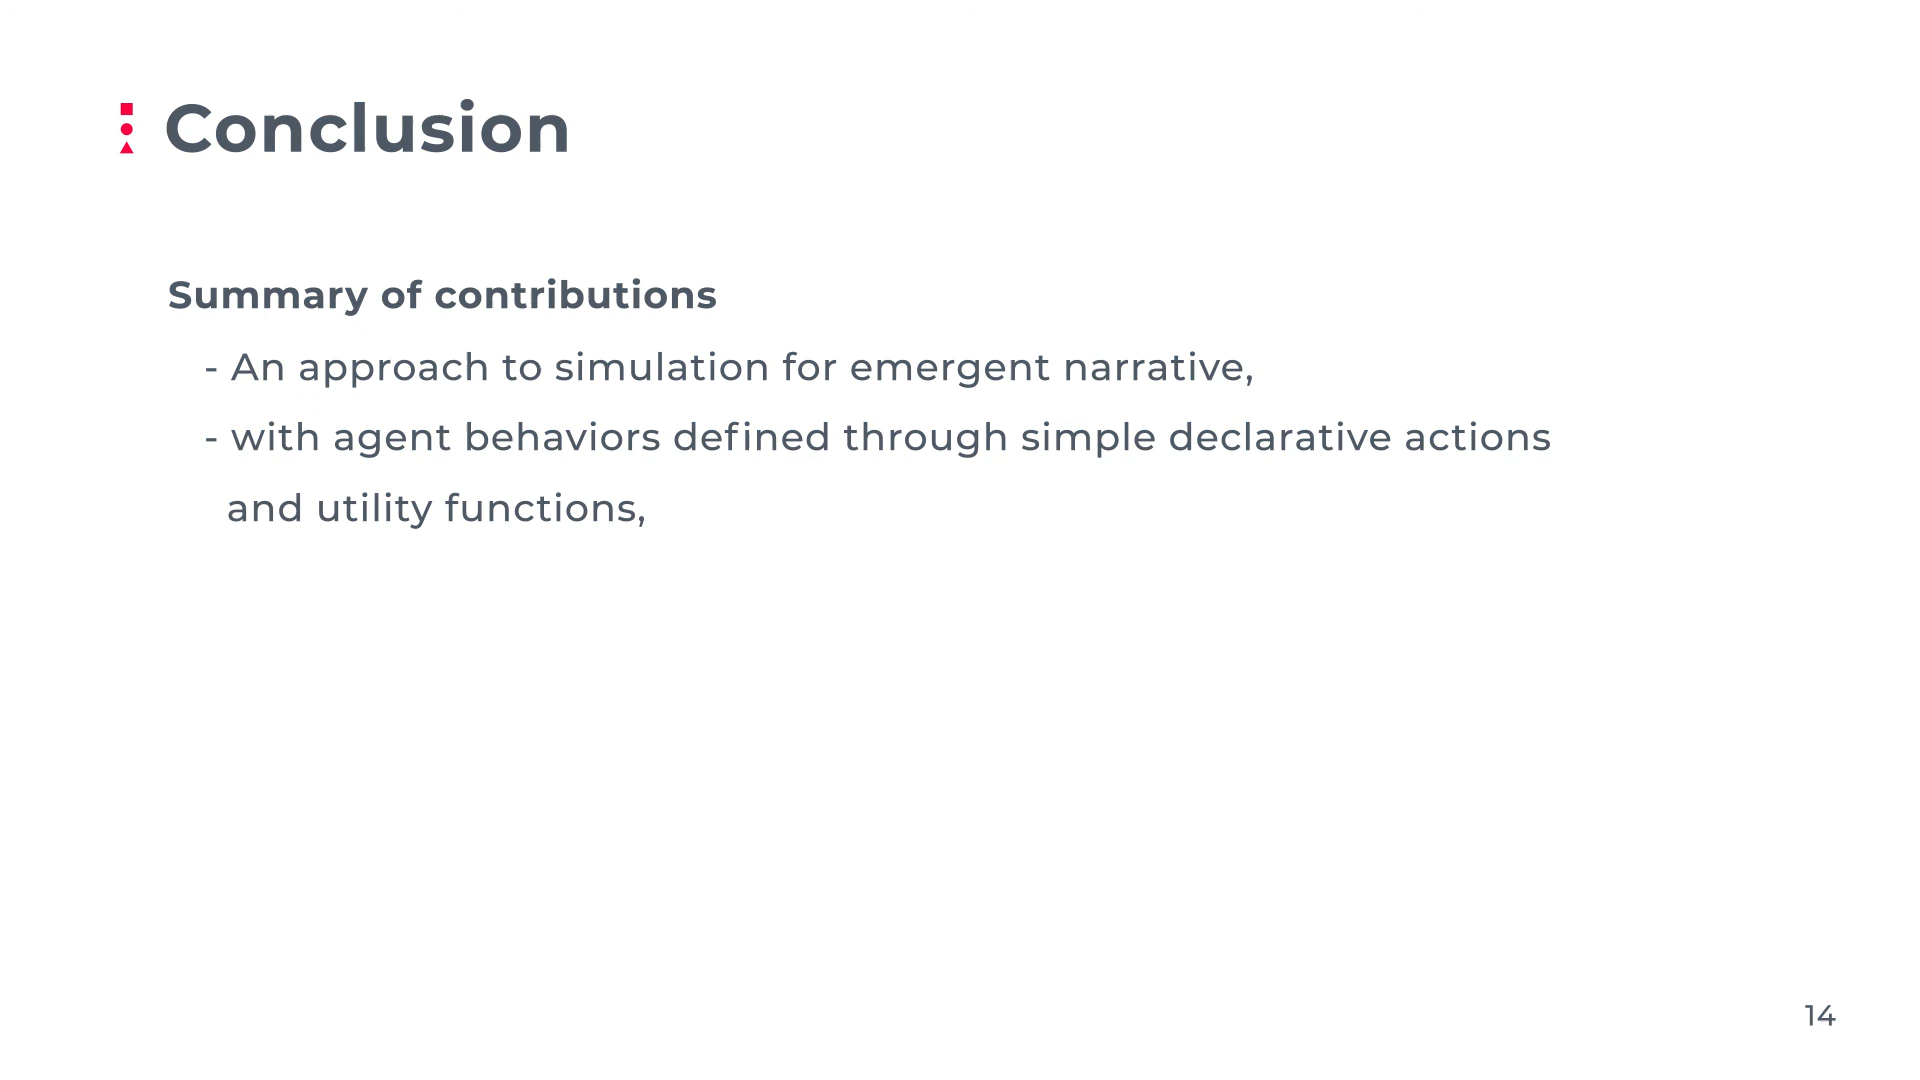 Conclusion
Summary of contributions
- An approach to simulation for emergent narrative,
- with agent behaviors defined through simple declarative actions
and utility functions,
14